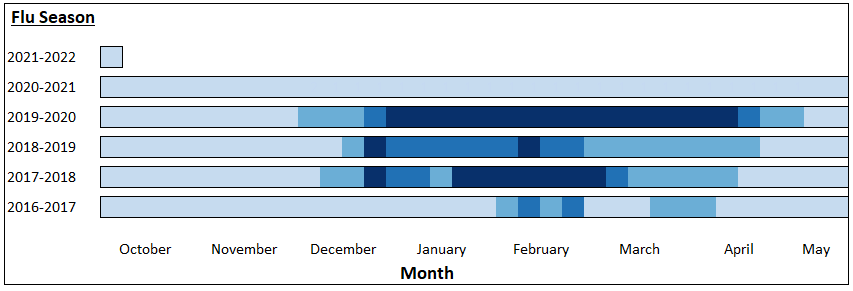 Flu Season
2021-2022
2020-2021
2019-2020
2018-2019
2017-2018
2016-2017
October November December January February March April May
Month